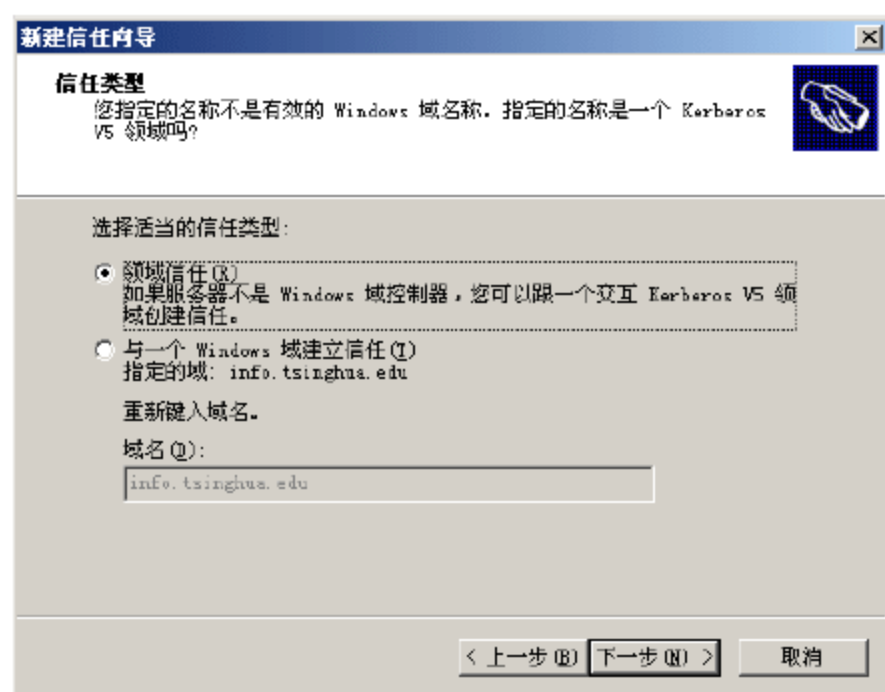 新建信任向导
信任类型
您指定的名称不是有效的 Windows 域名称。指定的名称是一个 Kerberos
V5 领域吗?
选择适当的信任类型:
领域信任(R)
如果服务器不是 Windows 域控制器，您可以跟一个交互 Kerberos V5 领
域创建信任。
与一个 Windows 域建立信任(T)
指定的域: info.tsinghua.edu
重新键入域名。
域名(D):
info.tsinghua.edu
< 上一步(B) 下一步(N) > 取消